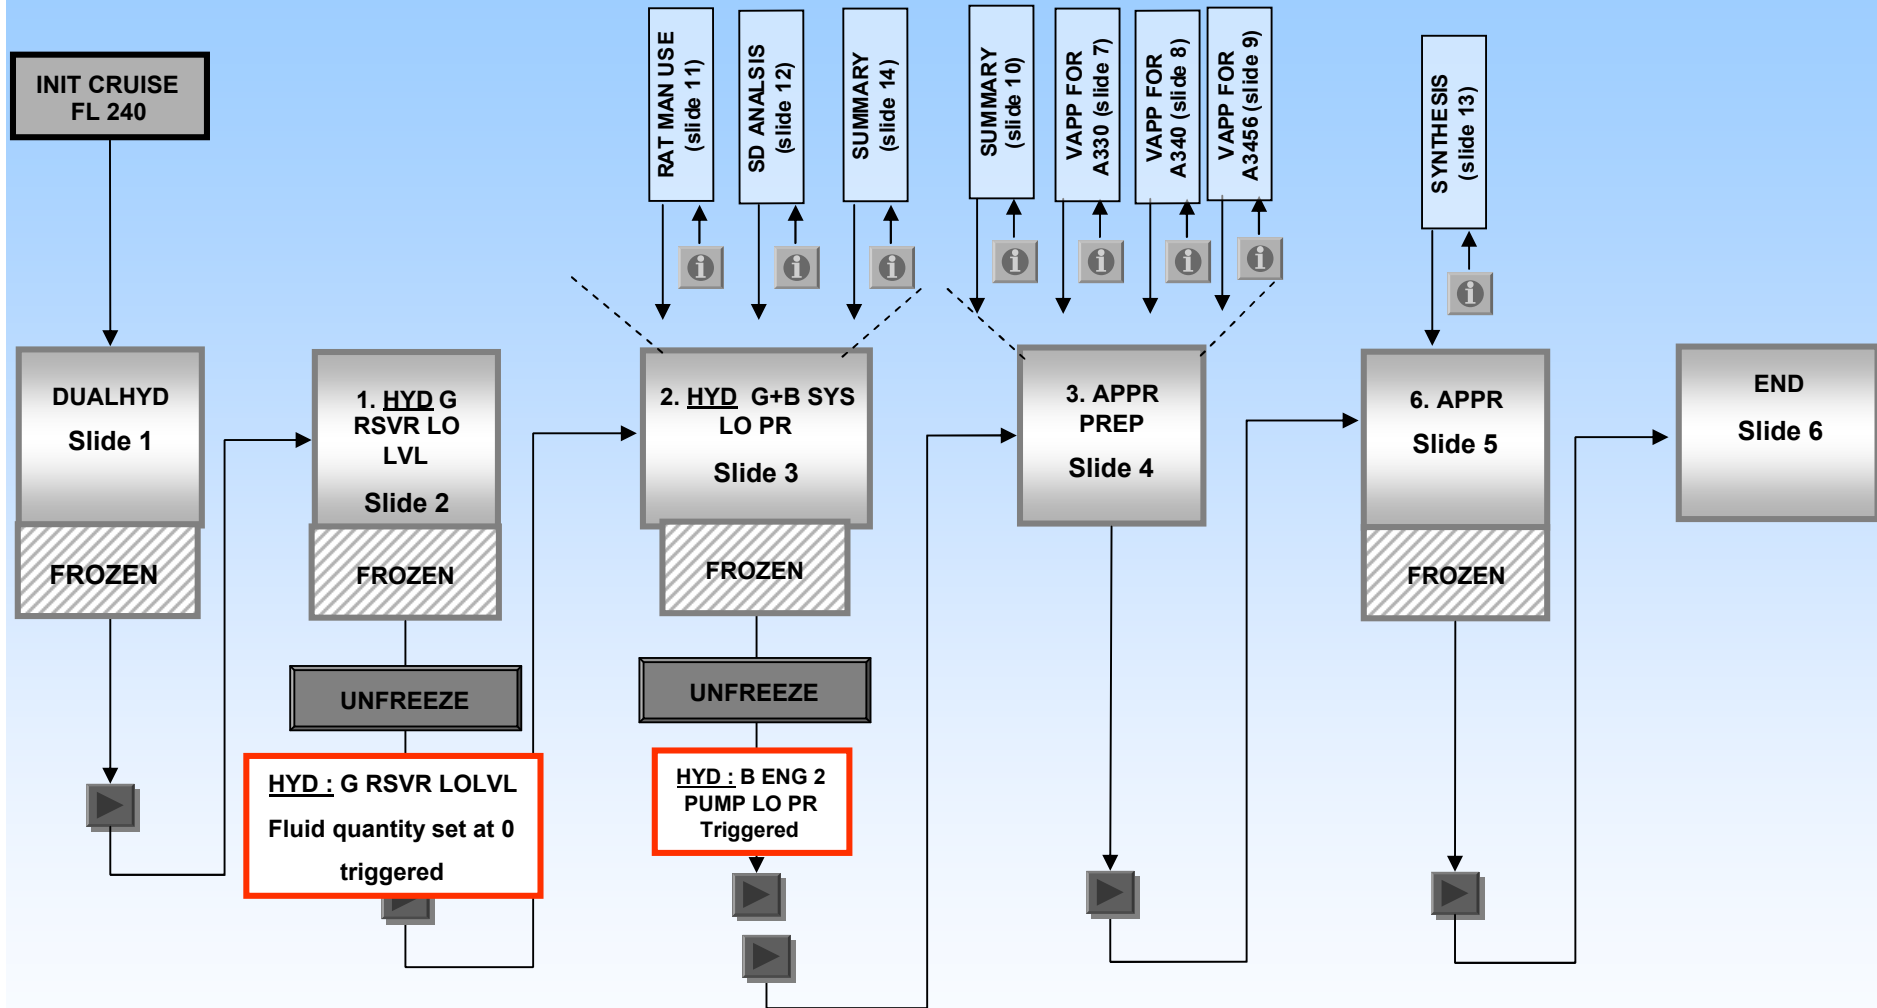 INIT CRUISE
FL 240
RAT MAN USE
(slide 11)
SD ANALSIS
(slide 12)
SUMMARY
(slide 14)
SUMMARY
(slide 10)
VAPP FOR
A330 (slide 7)
VAPP FOR
A340 (slide 8)
VAPP FOR
A3456 (slide 9)
SYNTHESIS
(slide 13)
DUALHYD
Slide 1
FROZEN
1. HYD G
RSVR LO
LVL
Slide 2
FROZEN
UNFREEZE
HYD : G RSVR LOLVL
Fluid quantity set at 0
triggered
2. HYD G+B SYS
LO PR
Slide 3
FROZEN
UNFREEZE
HYD : B ENG 2
PUMP LO PR
Triggered
3. APPR
PREP
Slide 4
6. APPR
Slide 5
FROZEN
END
Slide 6